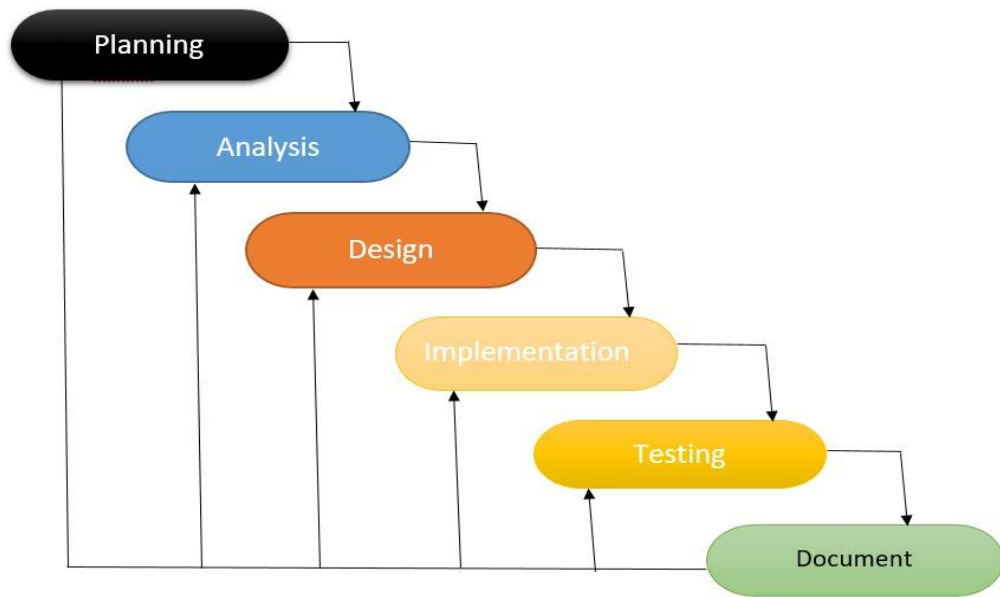 Planning
Analysis
Design
Implementation
Testing
Document